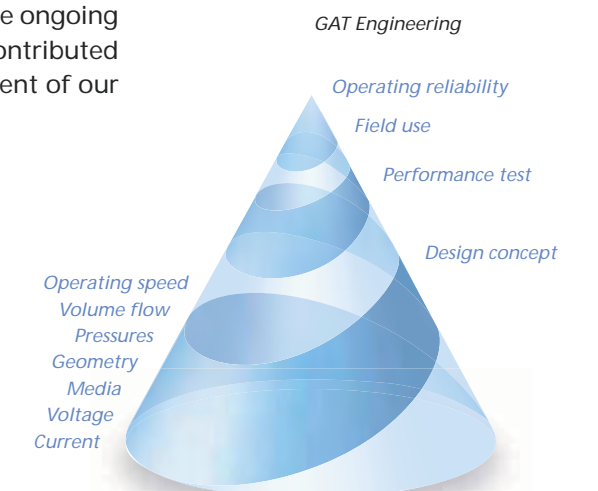 e ongoing
ontributed
ent of our
GAT Engineering
Operating reliability
Field use
Performance test
Design concept
Operating speed
Volume flow
Pressures
Geometry
Media
Voltage
Current